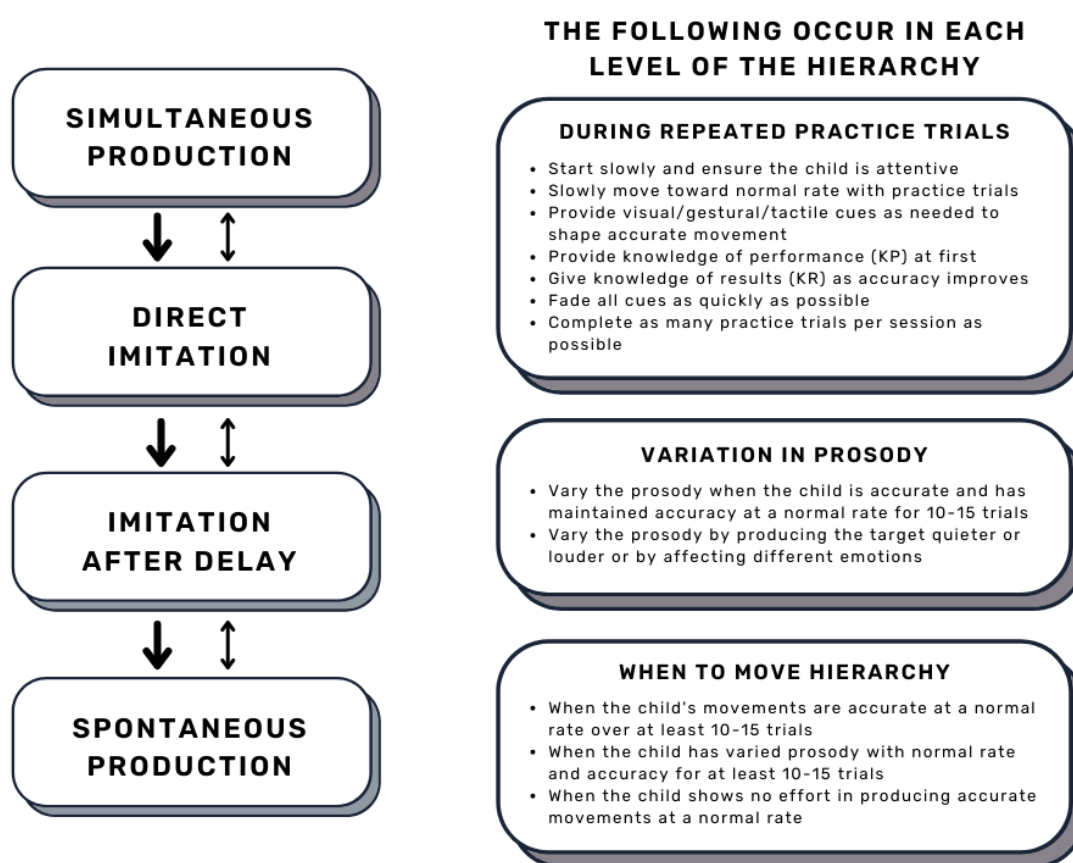 SIMULTANEOUS
PRODUCTION
DIRECT
IMITATION
IMITATION
AFTER DELAY
SPONTANEOUS
PRODUCTION
THE FOLLOWING OCCUR IN EACH
LEVEL OF THE HIERARCHY
DURING REPEATED PRACTICE TRIALS
• Start slowly and ensure the child is attentive
• Slowly move toward normal rate with practice trials
• Provide visual/gestural/tactile cues as needed to
shape accurate movement
• Provide knowledge of performance (KP) at first
• Give knowledge of results (KR) as accuracy improves
• Fade all cues as quickly as possible
• Complete as many practice trials per session as
possible
VARIATION IN PROSODY
• Vary the prosody when the child is accurate and has
maintained accuracy at a normal rate for 10-15 trials
• Vary the prosody by producing the target quieter or
louder or by affecting different emotions
WHEN TO MOVE HIERARCHY
• When the child's movements are accurate at a normal
rate over at least 10-15 trials
• When the child has varied prosody with normal rate
and accuracy for at least 10-15 trials
• When the child shows no effort in producing accurate
movements at a normal rate